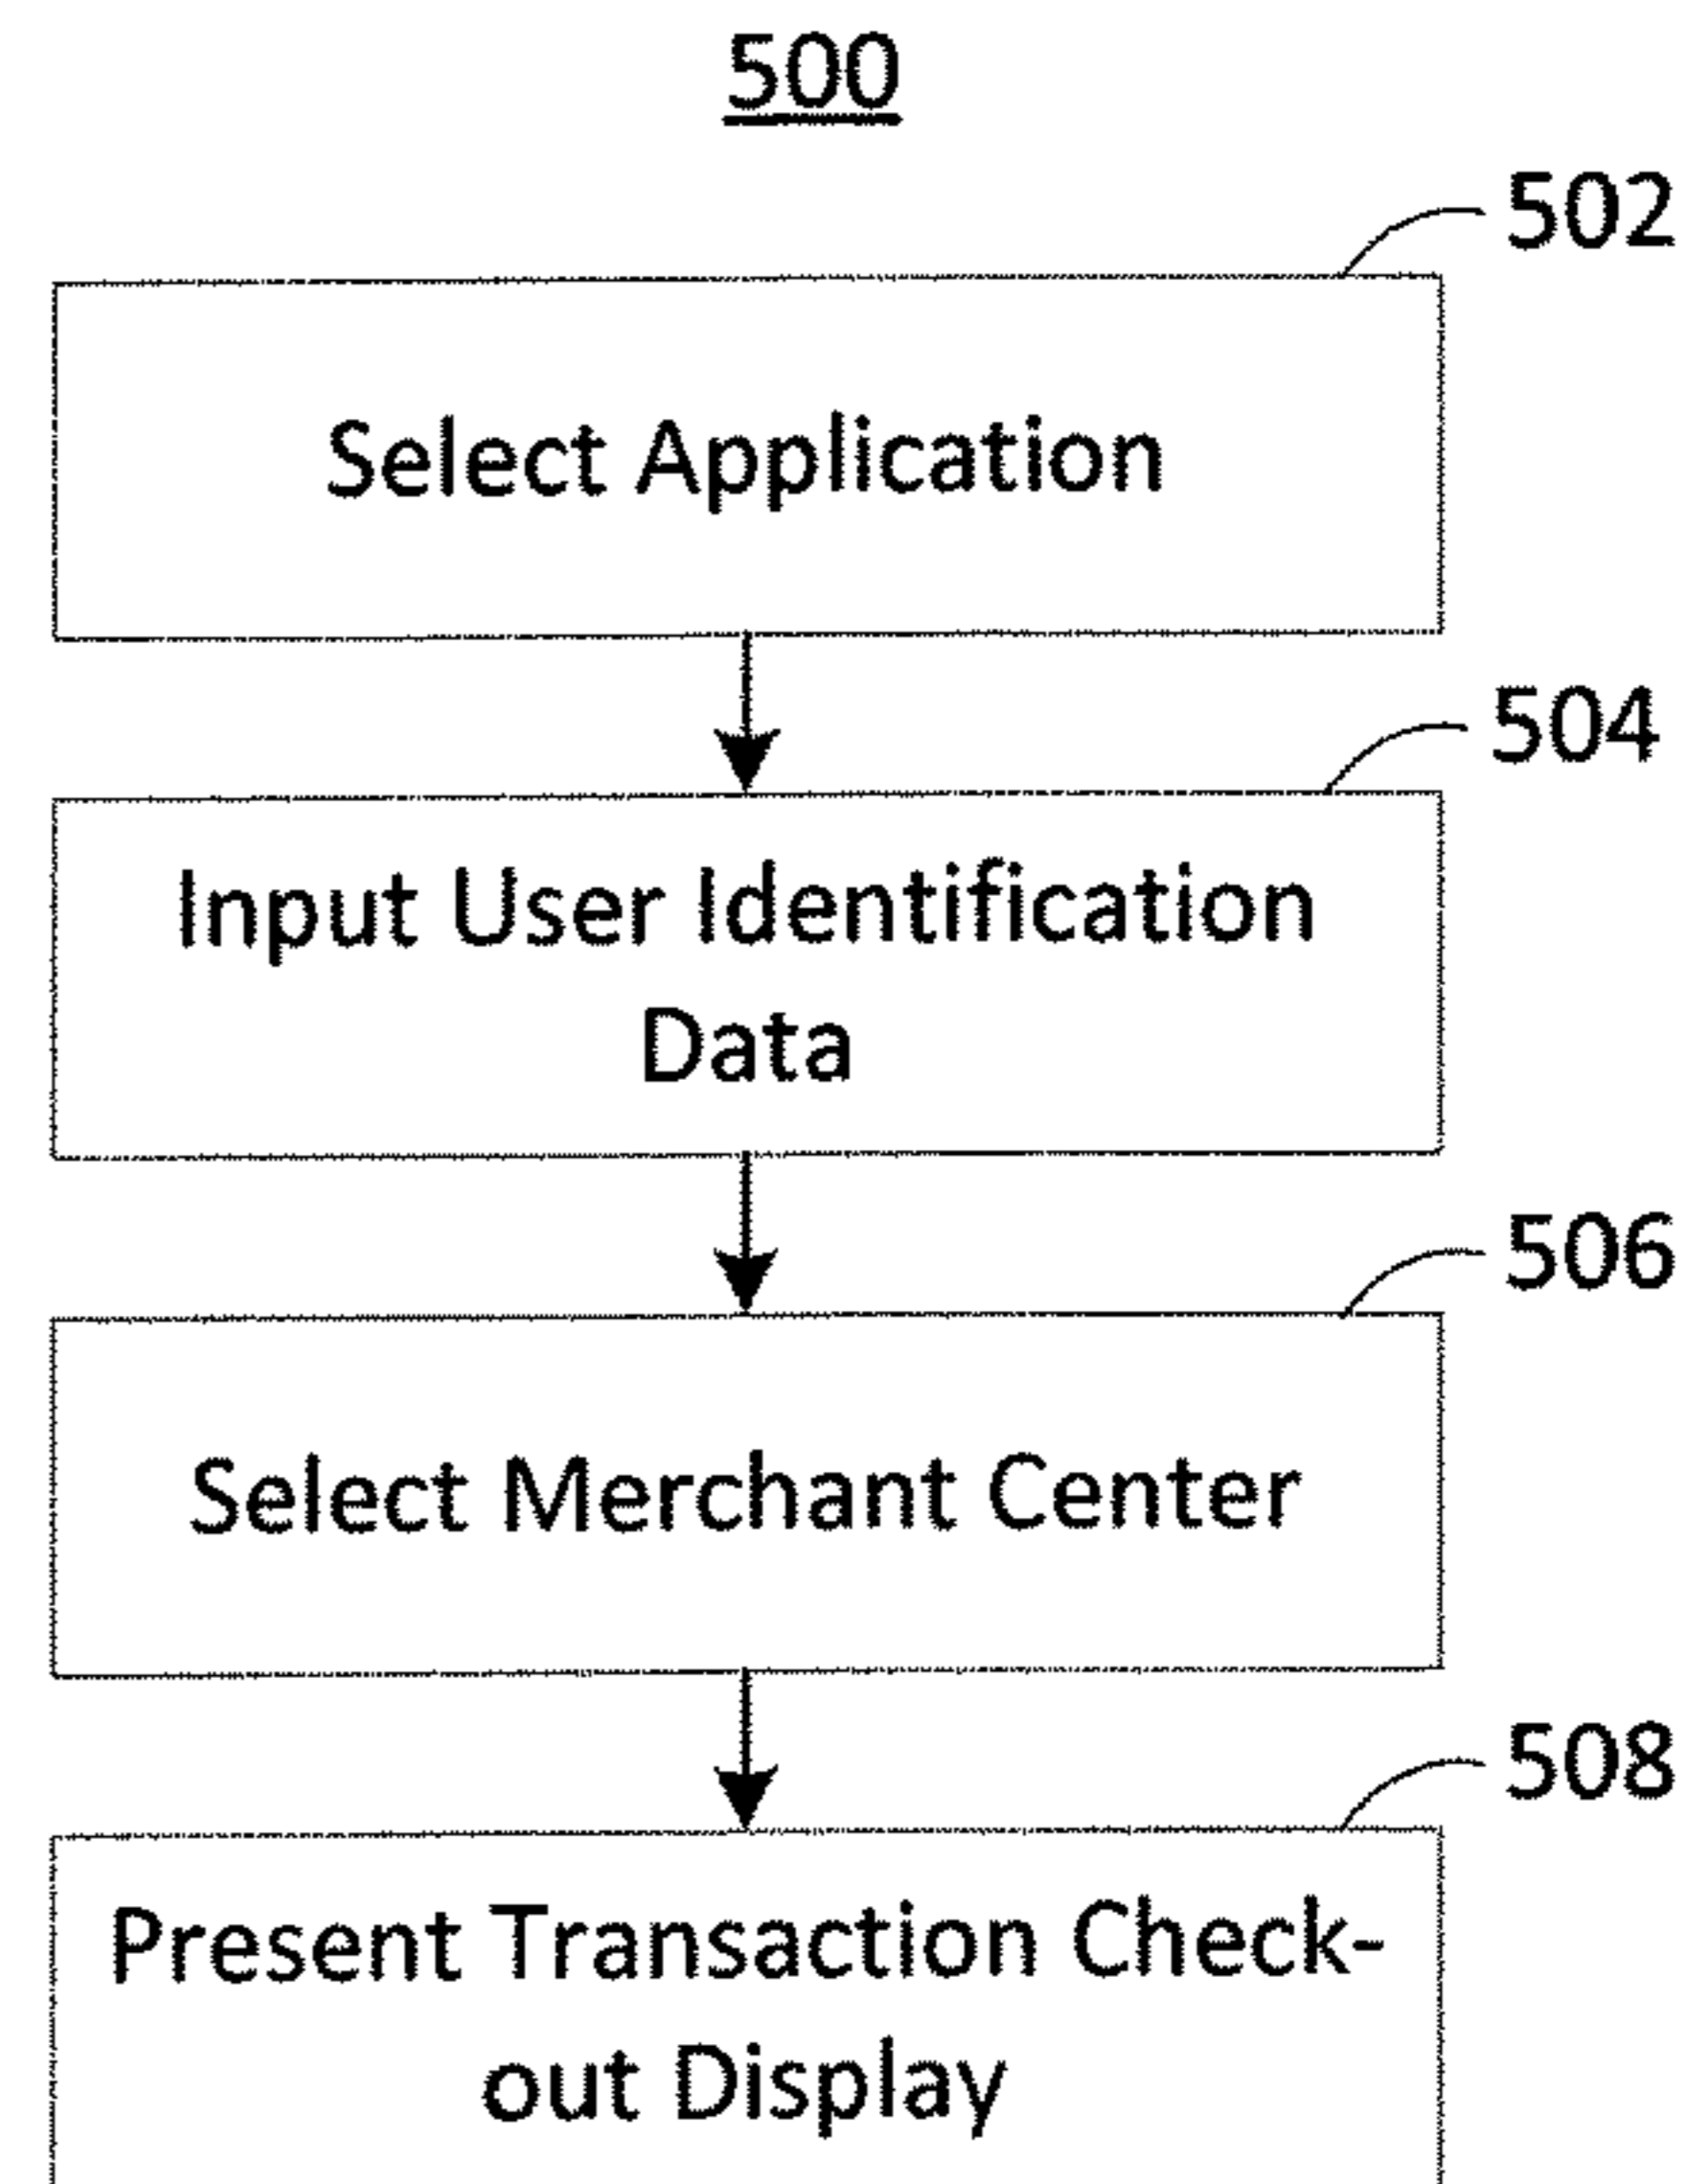 500
502
Select Application
504
Input User Identification
Data
506
Select Merchant Center
508
Present Transaction Check-
out Display